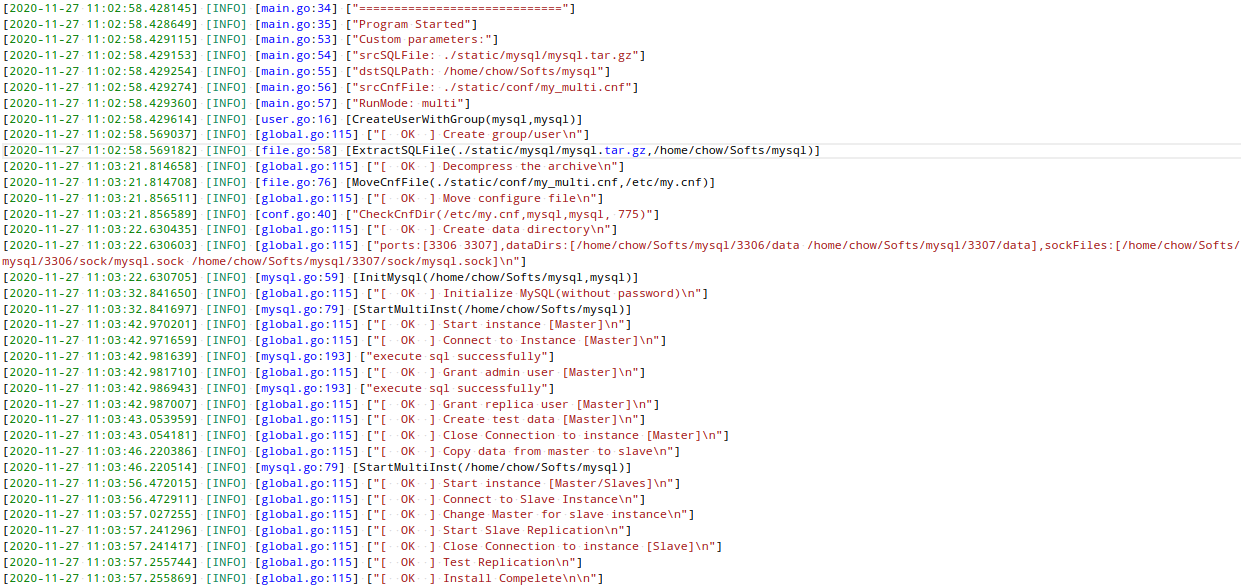 [2020-11-27 11:02:58.428145] [INFO] [main.go:34] ["============================="]
[2020-11-27 11:02:58.428649] [INFO] [main.go:35] ["Program Started"]
[2020-11-27 11:02:58.429115] [INFO] [main.go:53] ["Custom parameters:"]
[2020-11-27 11:02:58.429153] [INFO] [main.go:54] ["srcSQLFile: ./static/mysql/mysql.tar.gz"]
[2020-11-27 11:02:58.429233] [INFO] [main.go:55] ["dstSQLPath: /home/chow/Softs/mysql"]
[2020-11-27 11:02:58.429274] [INFO] [main.go:56] ["srcCnfFile: ./static/conf/my_multi.cnf"]
[2020-11-27 11:02:58.429360] [INFO] [main.go:57] ["RunMode: multi"]
[2020-11-27 11:02:58.429614] [INFO] [user.go:16] [CreateUserWithGroup(mysql,mysql)]
[2020-11-27 11:02:58.569037] [INFO] [global.go:115] ["[  OK  ] Create group/user\n"]
[2020-11-27 11:02:58.569182] [INFO] [file.go:58] [ExtractSQLFile(./static/mysql/mysql.tar.gz,/home/chow/Softs/mysql)]
[2020-11-27 11:03:21.814658] [INFO] [global.go:115] ["[  OK  ] Decompress the archive\n"]
[2020-11-27 11:03:21.814708] [INFO] [file.go:76] [MoveCnfFile(./static/conf/my_multi.cnf,/etc/my.cnf)]
[2020-11-27 11:03:21.856511] [INFO] [global.go:115] ["[  OK  ] Move configure file\n"]
[2020-11-27 11:03:21.856589] [INFO] [conf.go:40] ["CheckCnfDir(/etc/my.cnf,mysql,mysql, 775)"]
[2020-11-27 11:03:22.630435] [INFO] [global.go:115] ["[  OK  ] Create data directory\n"]
[2020-11-27 11:03:22.630603] [INFO] [global.go:115] ["ports:[3306 3307],dataDirs:[/home/chow/Softs/mysql/3306/data /home/chow/Softs/mysql/3307/data],sockFiles:[/home/chow/Softs/
mysql/3306/sock/mysql.sock /home/chow/Softs/mysql/3307/sock/mysql.sock]\n"]
[2020-11-27 11:03:22.630705] [INFO] [mysql.go:59] [InitMysql(/home/chow/Softs/mysql,mysql)]
[2020-11-27 11:03:32.841650] [INFO] [global.go:115] ["[  OK  ] Initialize MySQL(without password)\n"]
[2020-11-27 11:03:32.841697] [INFO] [mysql.go:79] [StartMultiInst(/home/chow/Softs/mysql)]
[2020-11-27 11:03:42.970201] [INFO] [global.go:115] ["[  OK  ] Start instance [Master]\n"]
[2020-11-27 11:03:42.971659] [INFO] [global.go:115] ["[  OK  ] Connect to Instance [Master]\n"]
[2020-11-27 11:03:42.981639] [INFO] [mysql.go:193] ["execute sql successfully"]
[2020-11-27 11:03:42.981710] [INFO] [global.go:115] ["[  OK  ] Grant admin user [Master]\n"]
[2020-11-27 11:03:42.986943] [INFO] [mysql.go:193] ["execute sql successfully"]
[2020-11-27 11:03:42.987007] [INFO] [global.go:115] ["[  OK  ] Grant replica user [Master]\n"]
[2020-11-27 11:03:43.053959] [INFO] [global.go:115] ["[  OK  ] Create test data [Master]\n"]
[2020-11-27 11:03:43.054181] [INFO] [global.go:115] ["[  OK  ] Close Connection to instance [Master]\n"]
[2020-11-27 11:03:46.220386] [INFO] [global.go:115] ["[  OK  ] Copy data from master to slave\n"]
[2020-11-27 11:03:46.220514] [INFO] [mysql.go:79] [StartMultiInst(/home/chow/Softs/mysql)]
[2020-11-27 11:03:56.472015] [INFO] [global.go:115] ["[  OK  ] Start instance [Master/Slaves]\n"]
[2020-11-27 11:03:56.472911] [INFO] [global.go:115] ["[  OK  ] Connect to Slave Instance\n"]
[2020-11-27 11:03:57.027255] [INFO] [global.go:115] ["[  OK  ] Change Master for slave instance\n"]
[2020-11-27 11:03:57.241296] [INFO] [global.go:115] ["[  OK  ] Start Slave Replication\n"]
[2020-11-27 11:03:57.241417] [INFO] [global.go:115] ["[  OK  ] Close Connection to instance [Slave]\n"]
[2020-11-27 11:03:57.255744] [INFO] [global.go:115] ["[  OK  ] Test Replication\n"]
[2020-11-27 11:03:57.255869] [INFO] [global.go:115] ["[  OK  ] Install Compelete\n\n"]